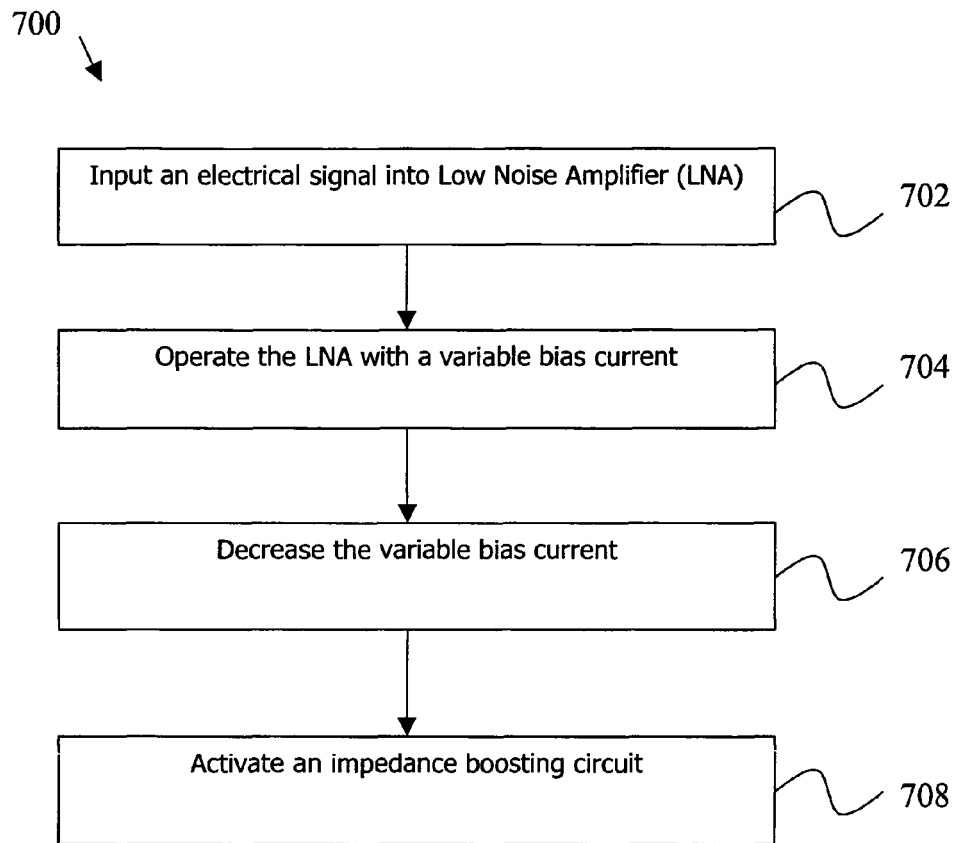 700
Input an electrical signal into Low Noise Amplifier (LNA)
702
Operate the LNA with a variable bias current
704
Decrease the variable bias current
706
Activate an impedance boosting circuit
708